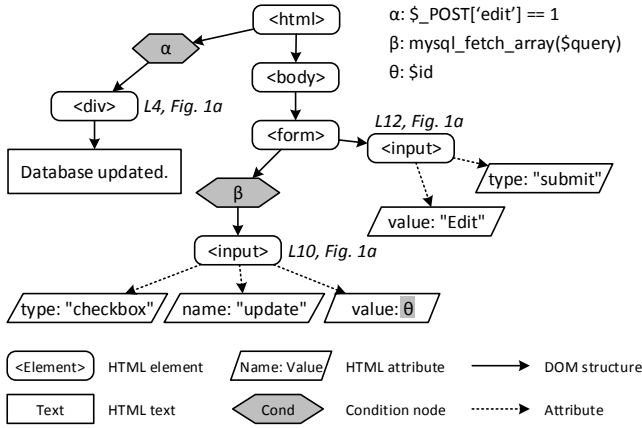 <html>
α: $_POST[‘edit’] == 1
α
β: mysql_fetch_array($query)
<body>
θ: $id
<div> L4, Fig. 1a
L12, Fig. 1a
<form>
<input>
Database updated.
type: "submit"
β
value: "Edit"
<input> L10, Fig. 1a
type: "checkbox" name: "update" value: θ
<Element> HTML element Name: Value HTML attribute DOM structure
Text HTML text Cond Condition node Attribute